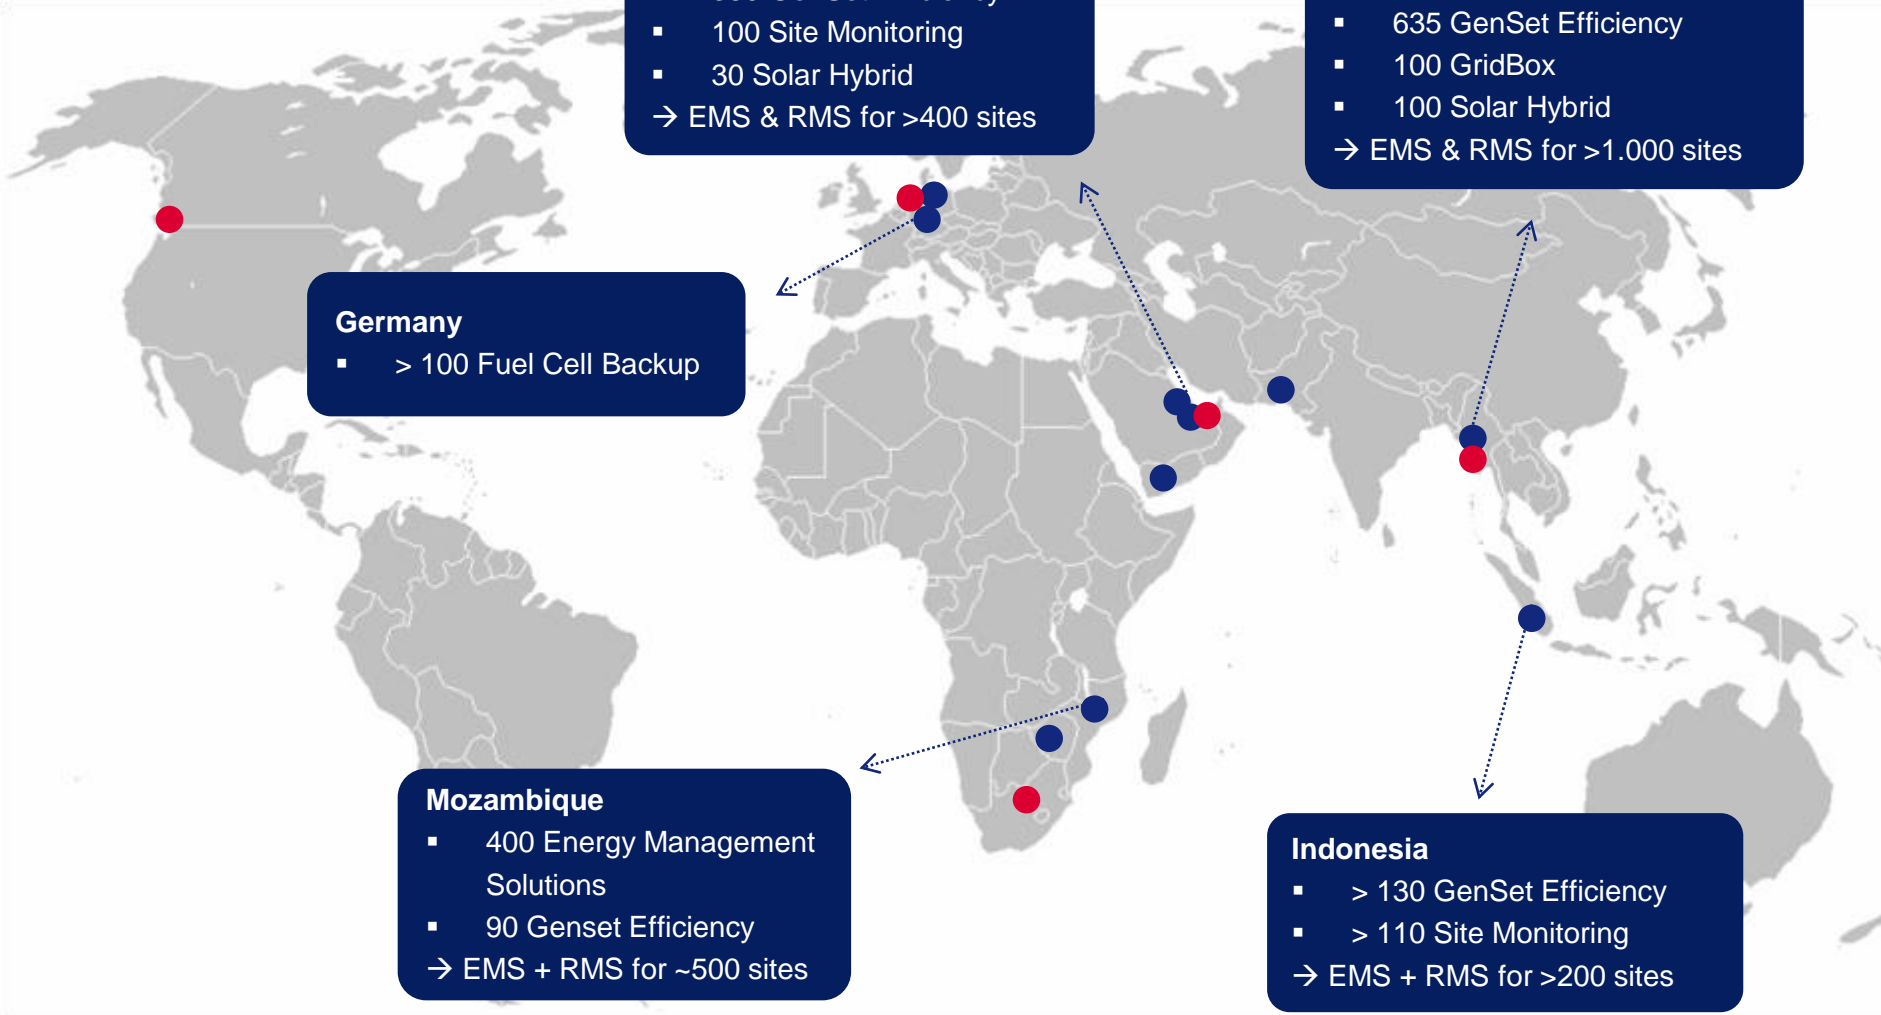 ▪ 100 Site Monitoring
▪ 30 Solar Hybrid
→ EMS & RMS for >400 sites
▪ 635 GenSet Efficiency
▪ 100 GridBox
▪ 100 Solar Hybrid
→ EMS & RMS for >1.000 sites
Germany
▪ > 100 Fuel Cell Backup
Mozambique
▪ 400 Energy Management
Solutions
▪ 90 Genset Efficiency
→ EMS + RMS for ~500 sites
Indonesia
▪ > 130 GenSet Efficiency
▪ > 110 Site Monitoring
→ EMS + RMS for >200 sites